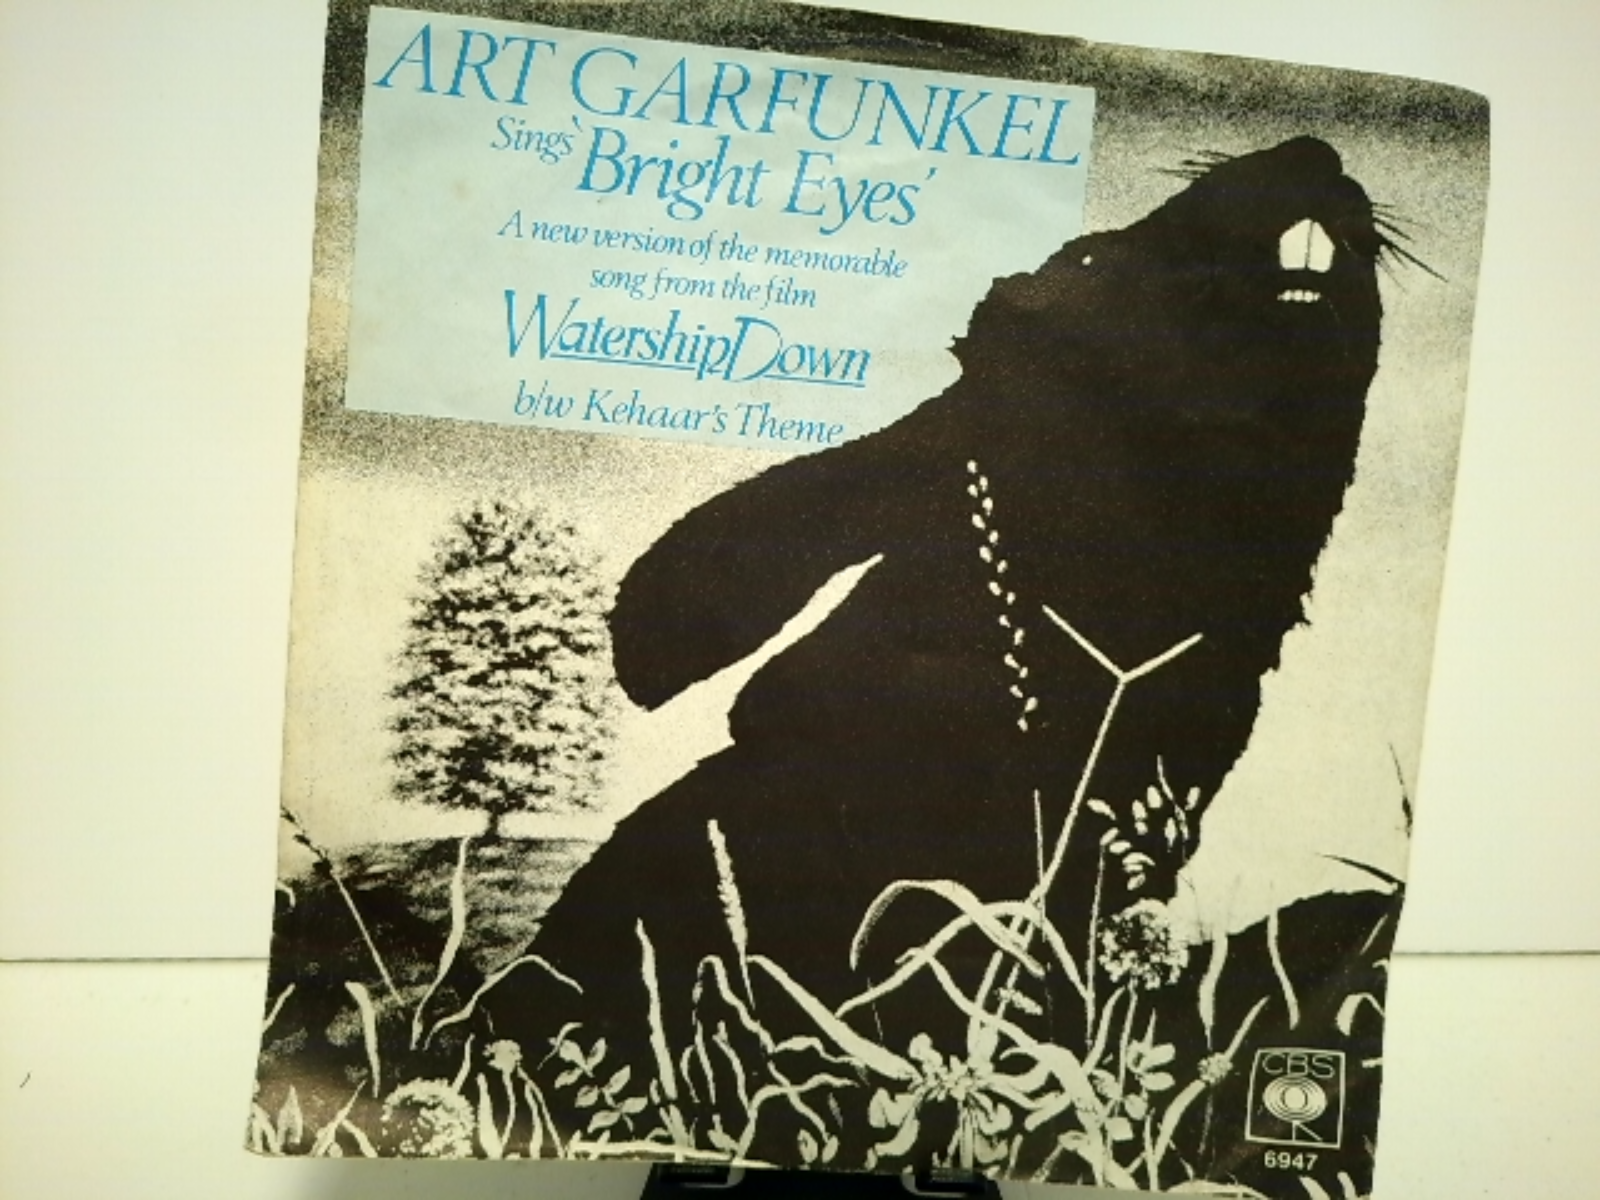 ART GARFUNKEL
Sings ‘Bright Eyes’
A new version of the memorable
song from the film
Watership Down
b/w Kehaar's Theme
CBS
6947